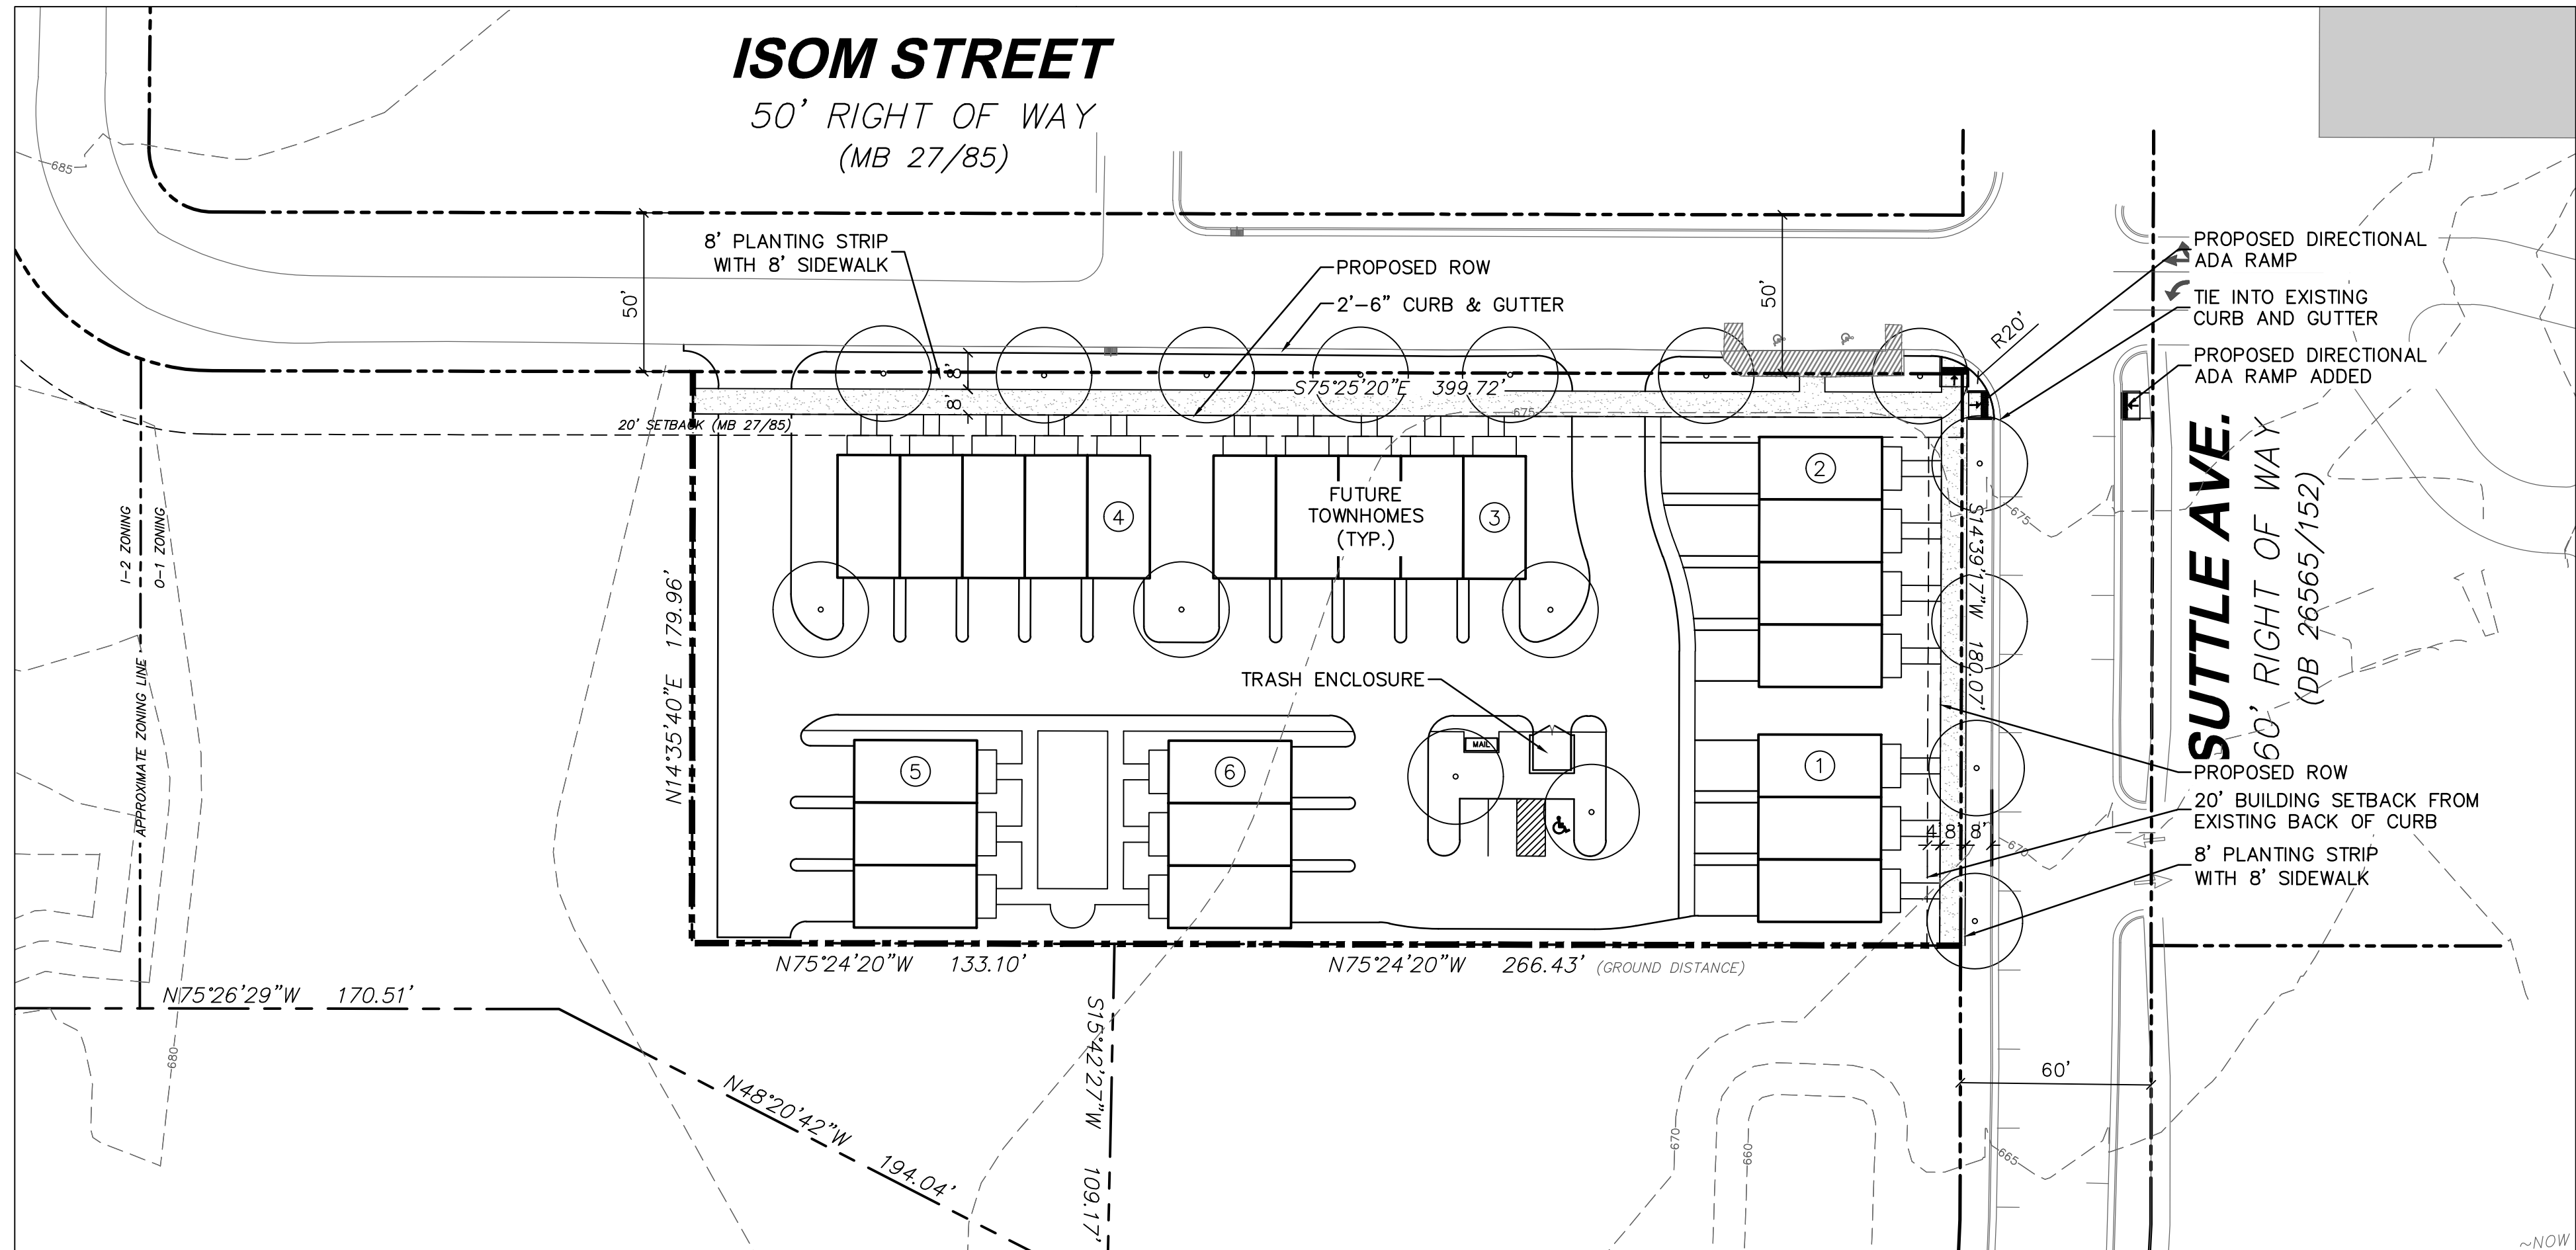 ISOM STREET
50' RIGHT OF WAY
(MB 27/85)
685
8' PLANTING STRIP
WITH 8' SIDEWALK
PROPOSED ROW
2'-6" CURB & GUTTER
50'
50'
R20'
PROPOSED DIRECTIONAL
ADA RAMP
TIE INTO EXISTING
CURB AND GUTTER
PROPOSED DIRECTIONAL
ADA RAMP ADDED
8'
8'
S75°25'20"E 399.72'
675
20' SETBACK (MB 27/85)
I-2 ZONING
O-1 ZONING
APPROXIMATE ZONING LINE
N14°35'40"E 179.96'
4
FUTURE
TOWNHOMES
(TYP.)
3
2
675
S14°39'17"W 180.07'
SUTTLE AVE.
60' RIGHT OF WAY
(DB 26565/152)
TRASH ENCLOSURE
MAIL
5
6
1
PROPOSED ROW
20' BUILDING SETBACK FROM
EXISTING BACK OF CURB
4' 8' 8'
670
8' PLANTING STRIP
WITH 8' SIDEWALK
N75°24'20"W 133.10'
N75°24'20"W 266.43' (GROUND DISTANCE)
N75°26'29"W 170.51'
680
S15°42'27"W 109.17'
N48°20'42"W 194.04'
60'
670
660
665
~NOW